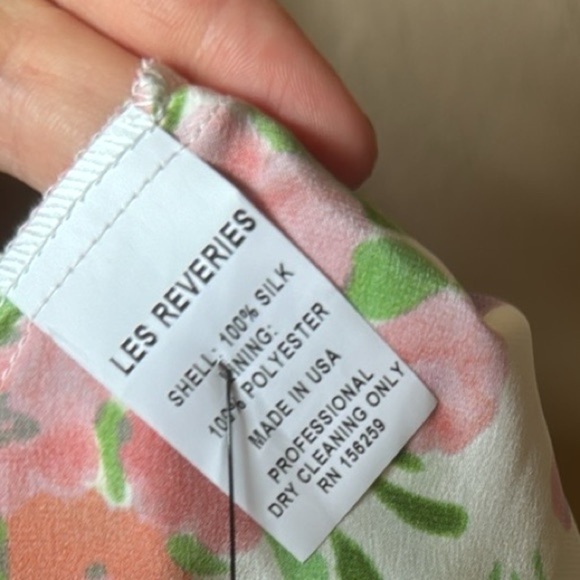 LES REVERIES
SHELL: 100% SILK
LINING:
100% POLYESTER
MADE IN USA
PROFESSIONAL
DRY CLEANING ONLY
RN 156259